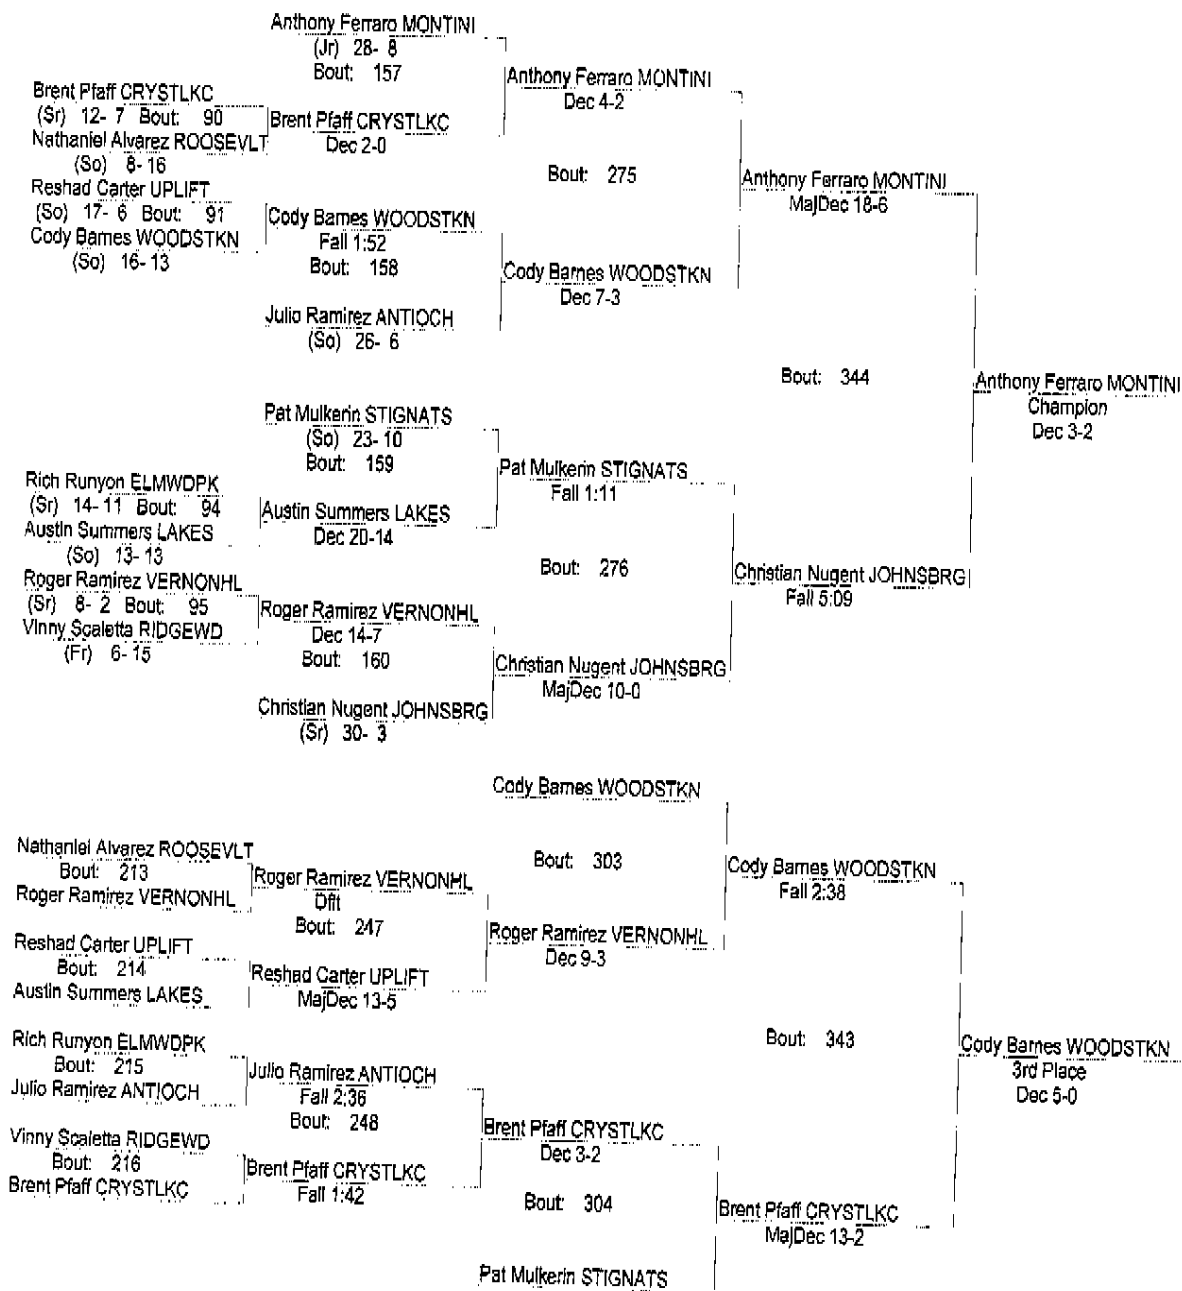 Anthony Ferraro MONTINI
(Jr) 28- 8
Bout: 157
Anthony Ferraro MONTINI
Dec 4-2
Brent Pfaff CRYSTLKC
(Sr) 12- 7 Bout: 90
Brent Pfaff CRYSTLKC
Dec 2-0
Nathaniel Alvarez ROOSEVLT
(So) 8- 16
Bout: 275
Anthony Ferraro MONTINI
MajDec 18-6
Reshad Carter UPLIFT
(So) 17- 6 Bout: 91
Cody Barnes WOODSTKN
Fall 1:52
Bout: 158
Cody Barnes WOODSTKN
(So) 16- 13
Cody Barnes WOODSTKN
Dec 7-3
Julio Ramirez ANTIOCH
(So) 26- 6
Bout: 344
Anthony Ferraro MONTINI
Champion
Dec 3-2
Pat Mulkerin STIGNATS
(So) 23- 10
Bout: 159
Pat Mulkerin STIGNATS
Fall 1:11
Rich Runyon ELMWDPK
(Sr) 14- 11 Bout: 94
Austin Summers LAKES
Dec 20-14
Austin Summers LAKES
(So) 13- 13
Bout: 276
Christian Nugent JOHNSBRG
Fall 5:09
Roger Ramirez VERNONHL
(Sr) 8- 2 Bout: 95
Roger Ramirez VERNONHL
Dec 14-7
Bout: 160
Vinny Scaletta RIDGEWD
(Fr) 6- 15
Christian Nugent JOHNSBRG
MajDec 10-0
Christian Nugent JOHNSBRG
(Sr) 30- 3
Cody Barnes WOODSTKN
Nathaniel Alvarez ROOSEVLT
Bout: 213
Roger Ramirez VERNONHL
Roger Ramirez VERNONHL
Dflt
Bout: 247
Bout: 303
Cody Barnes WOODSTKN
Fall 2:38
Reshad Carter UPLIFT
Bout: 214
Austin Summers LAKES
Reshad Carter UPLIFT
MajDec 13-5
Roger Ramirez VERNONHL
Dec 9-3
Rich Runyon ELMWDPK
Bout: 215
Julio Ramirez ANTIOCH
Julio Ramirez ANTIOCH
Fall 2:36
Bout: 248
Bout: 343
Cody Barnes WOODSTKN
3rd Place
Dec 5-0
Vinny Scaletta RIDGEWD
Bout: 216
Brent Pfaff CRYSTLKC
Brent Pfaff CRYSTLKC
Fall 1:42
Brent Pfaff CRYSTLKC
Dec 3-2
Bout: 304
Brent Pfaff CRYSTLKC
MajDec 13-2
Pat Mulkerin STIGNATS